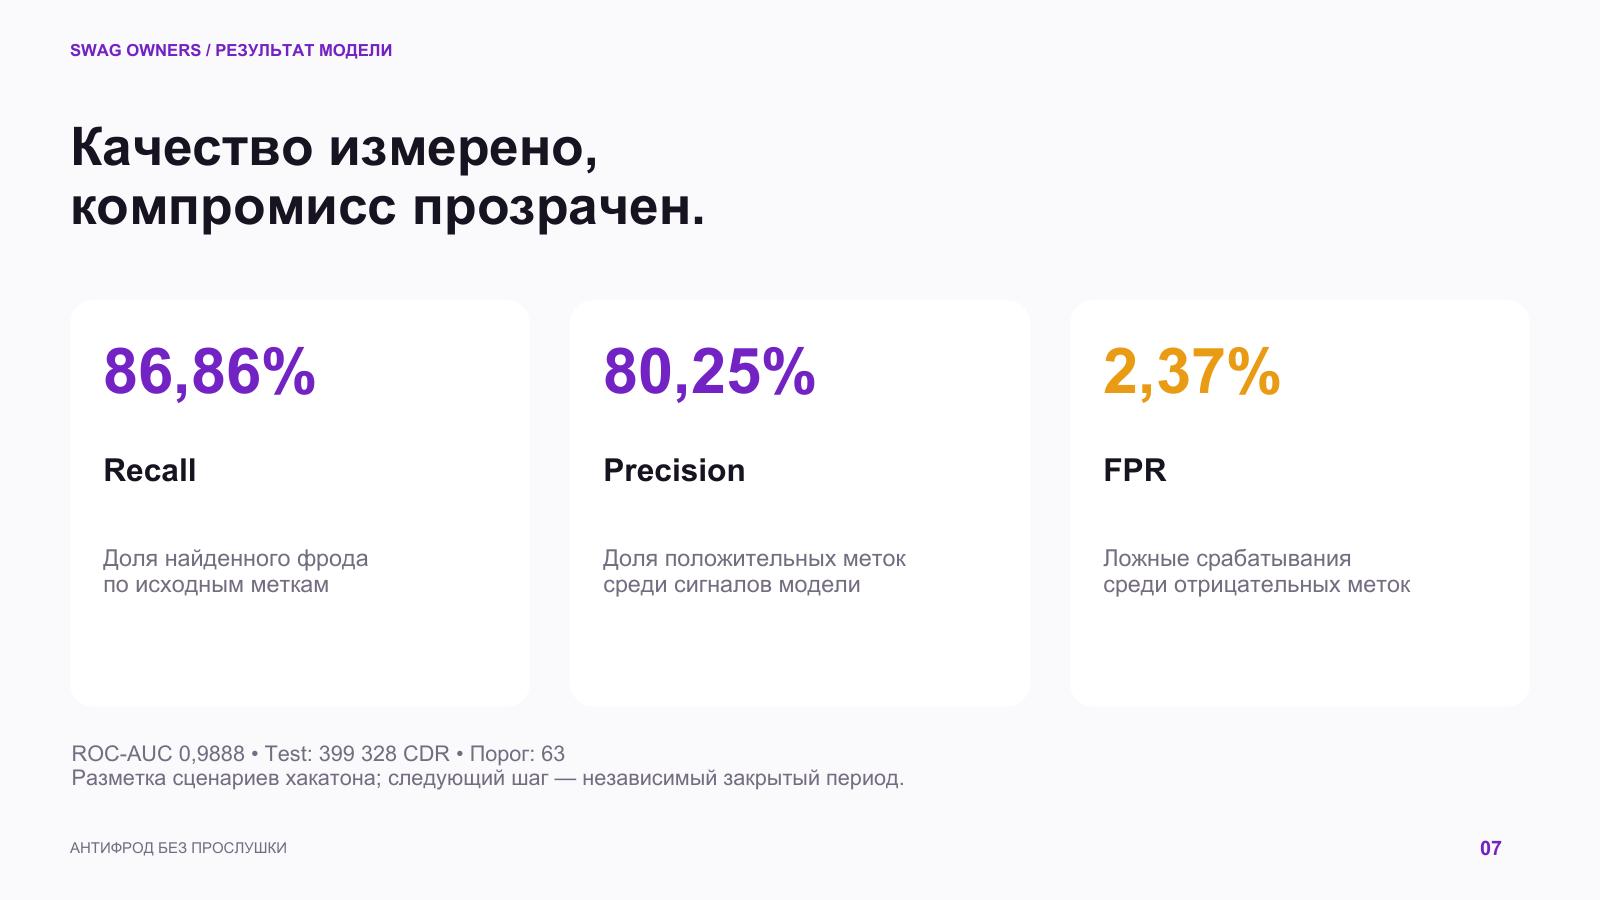 SWAG OWNERS / РЕЗУЛЬТАТ МОДЕЛИ
Качество измерено,
компромисс прозрачен.
86,86%
Recall
Доля найденного фрода
по исходным меткам
80,25%
Precision
Доля положительных меток
среди сигналов модели
2,37%
FPR
Ложные срабатывания
среди отрицательных меток
ROC-AUC 0,9888 • Test: 399 328 CDR • Порог: 63
Разметка сценариев хакатона; следующий шаг — независимый закрытый период.
АНТИФРОД БЕЗ ПРОСЛУШКИ
07